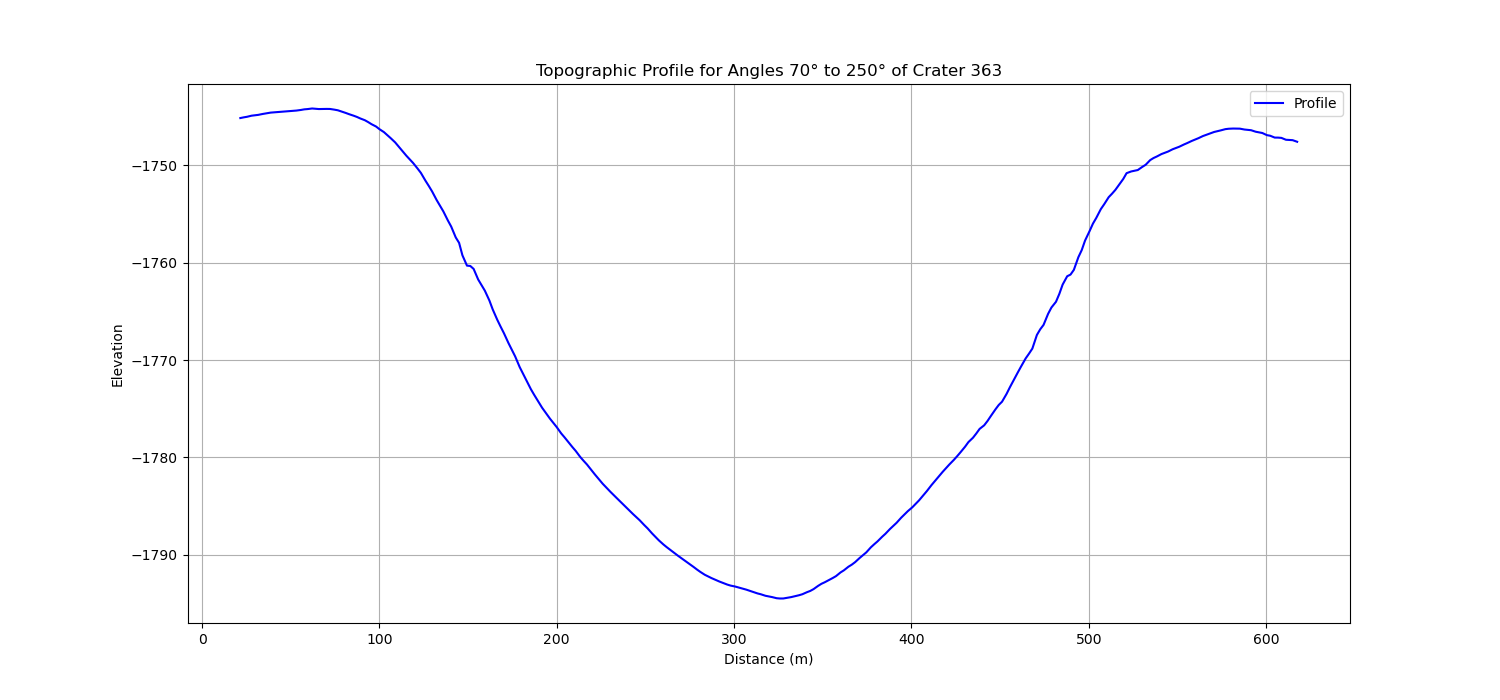 Topographic Profile for Angles 70° to 250° of Crater 363
Profile
Elevation
−1750
−1760
−1770
−1780
−1790
0 100 200 300 400 500 600
Distance (m)